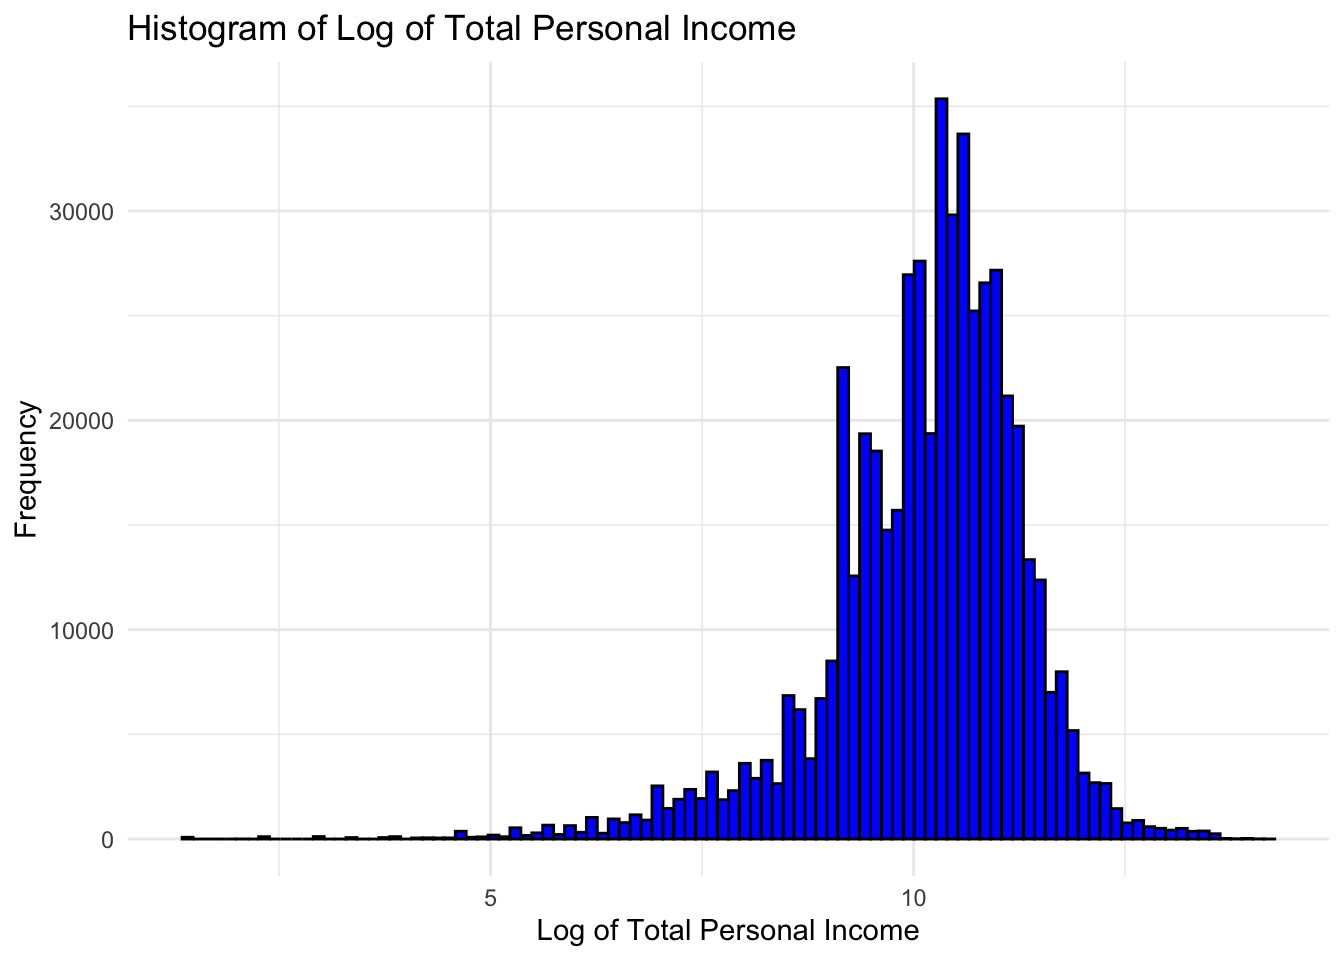 Histogram of Log of Total Personal Income
30000
20000
10000
0
Frequency
5
10
Log of Total Personal Income